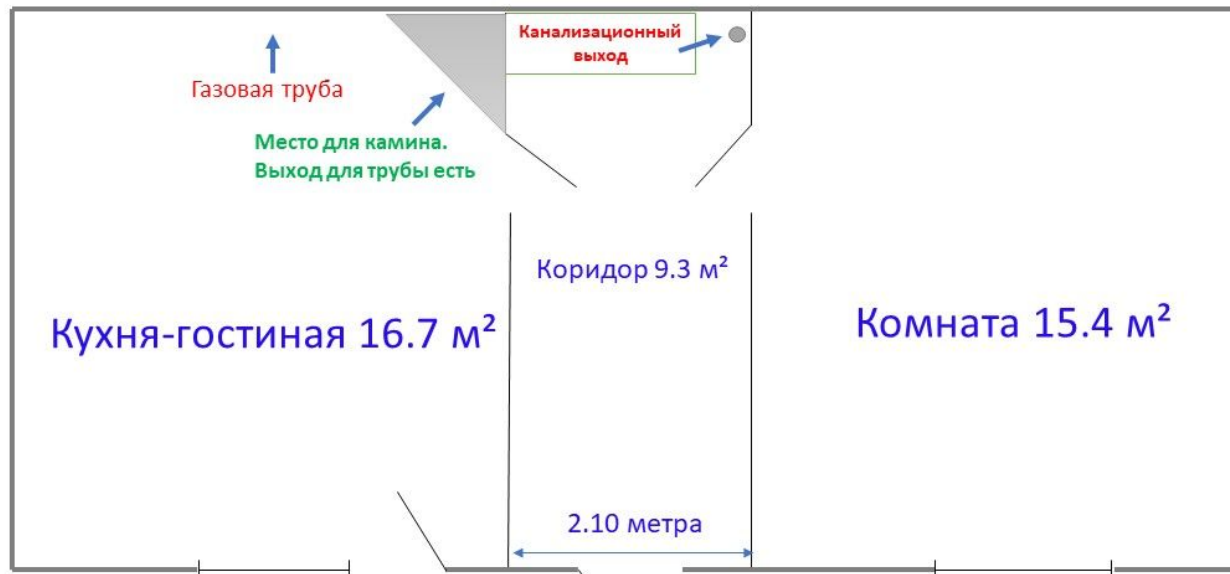 Канализационный
выход
Газовая труба
Место для камина.
Выход для трубы есть
Коридор 9.3 м²
Кухня-гостиная 16.7 м²
Комната 15.4 м²
2.10 метра